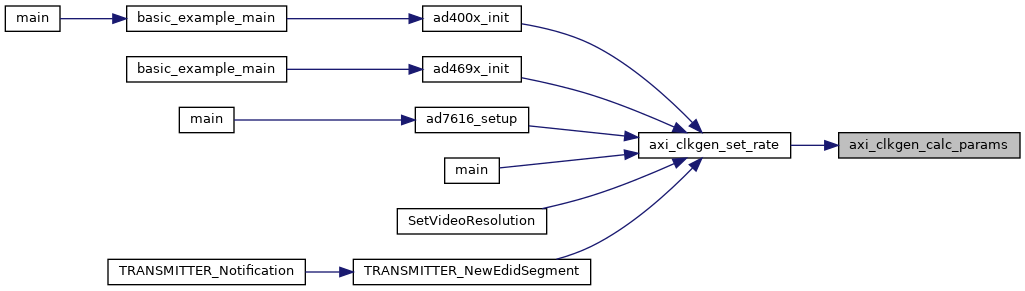 main
basic_example_main
ad400x_init
basic_example_main
ad469x_init
main
ad7616_setup
axi_clkgen_set_rate
axi_clkgen_calc_params
main
SetVideoResolution
TRANSMITTER_Notification
TRANSMITTER_NewEdidSegment